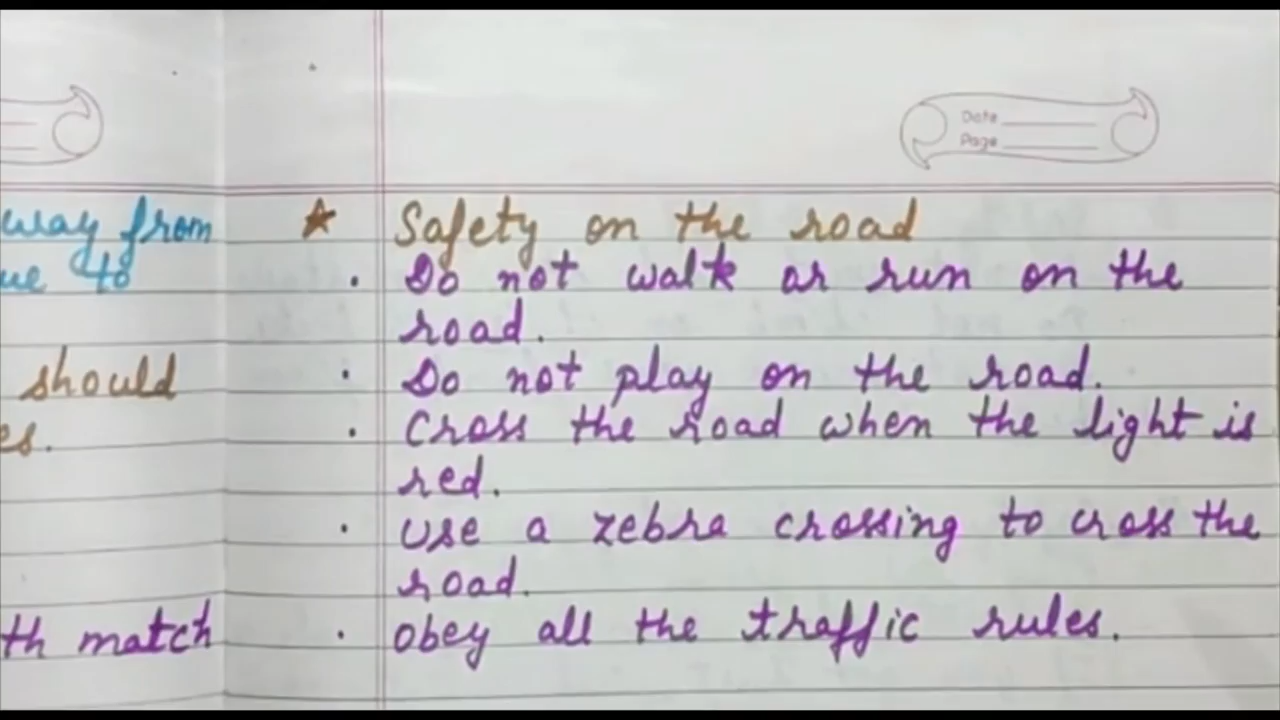 Date
Page
way from
ue to
should
es.
th match
★ Safety on the road
. Do not walk or run on the
road.
. Do not play on the road.
. Cross the road when the light is
red.
. Use a zebra crossing to cross the
road.
. Obey all the traffic rules.